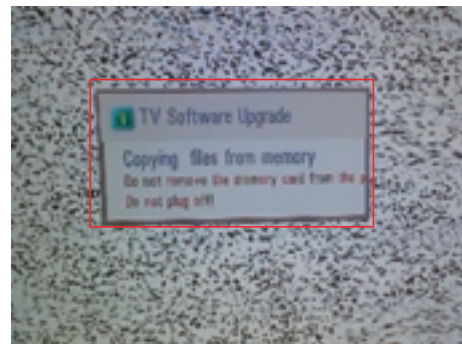 TV Software Upgrade
Copying files from memory
Do not remove the memory card from the
Do not plug off!